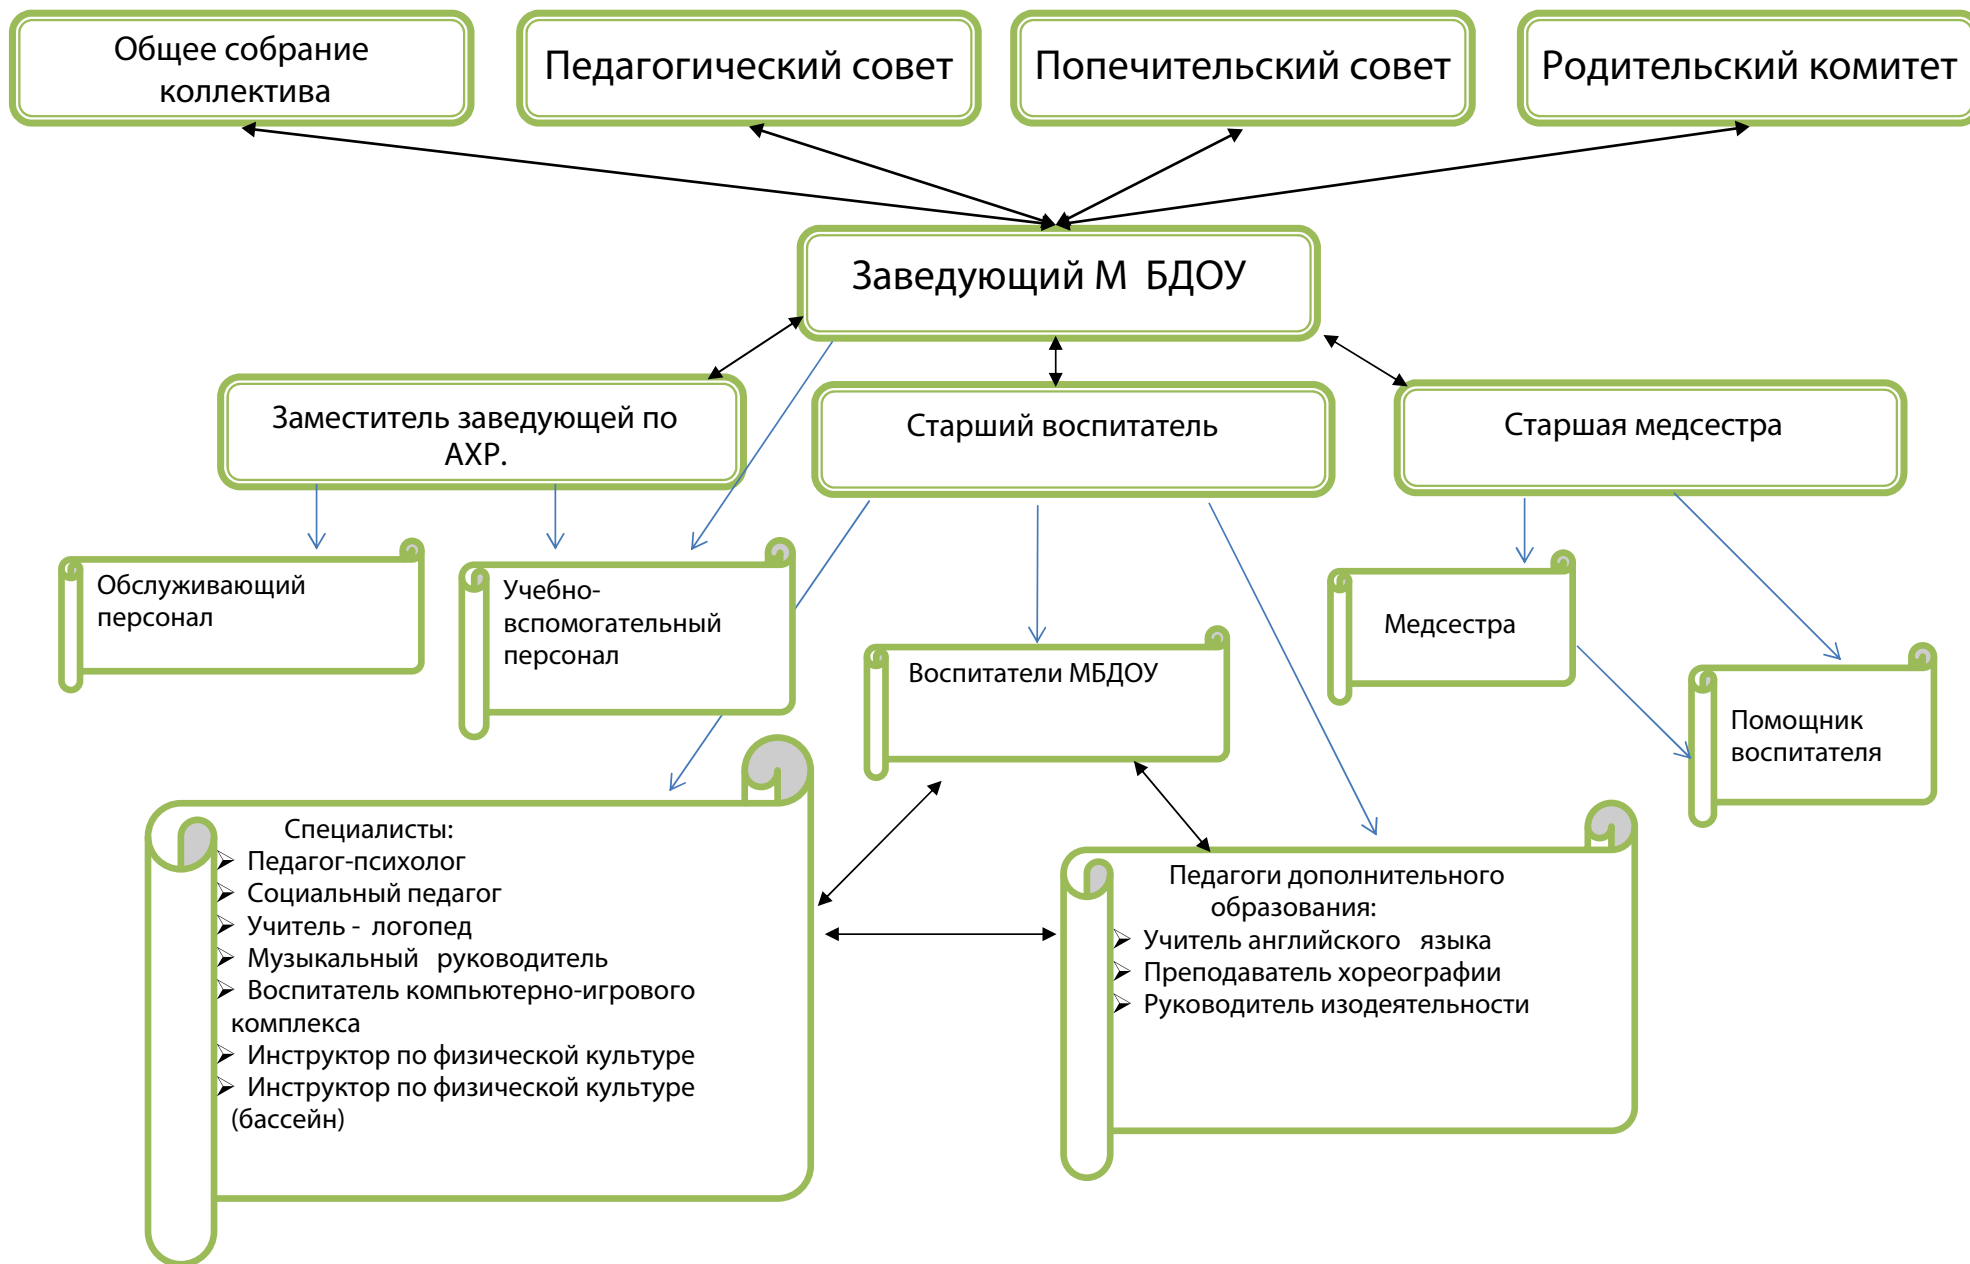 Общее собрание
коллектива
Педагогический совет
Попечительский совет
Родительский комитет
Заведующий М БДОУ
Заместитель заведующей по
АХР.
Старший воспитатель
Старшая медсестра
Обслуживающий
персонал
Учебно-
вспомогательный
персонал
Воспитатели МБДОУ
Медсестра
Помощник
воспитателя
Специалисты:
Педагог-психолог
Социальный педагог
Учитель - логопед
Музыкальный руководитель
Воспитатель компьютерно-игрового
комплекса
Инструктор по физической культуре
Инструктор по физической культуре
(бассейн)
Педагоги дополнительного
образования:
Учитель английского языка
Преподаватель хореографии
Руководитель изодеятельности